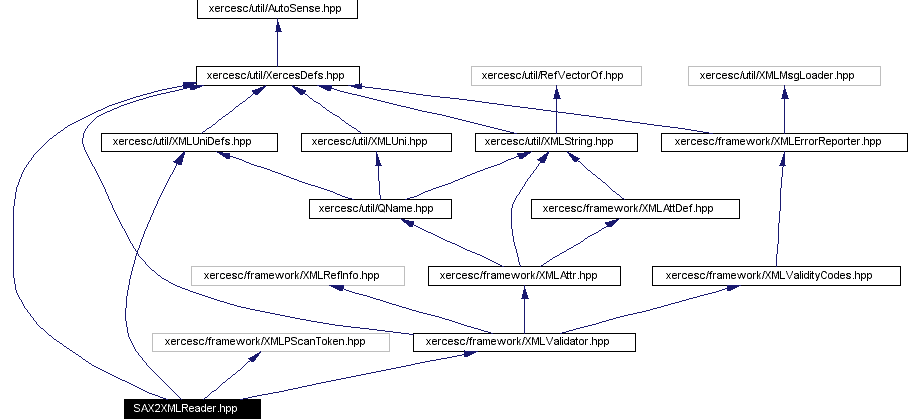 xercesc/util/AutoSense.hpp
xercesc/util/XercesDefs.hpp
xercesc/util/RefVectorOf.hpp
xercesc/util/XMLMsgLoader.hpp
xercesc/util/XMLUniDefs.hpp
xercesc/util/XMLUni.hpp
xercesc/util/XMLString.hpp
xercesc/framework/XMLErrorReporter.hpp
xercesc/util/QName.hpp
xercesc/framework/XMLAttDef.hpp
xercesc/framework/XMLRefInfo.hpp
xercesc/framework/XMLAttr.hpp
xercesc/framework/XMLValidityCodes.hpp
xercesc/framework/XMLPScanToken.hpp
xercesc/framework/XMLValidator.hpp
SAX2XMLReader.hpp